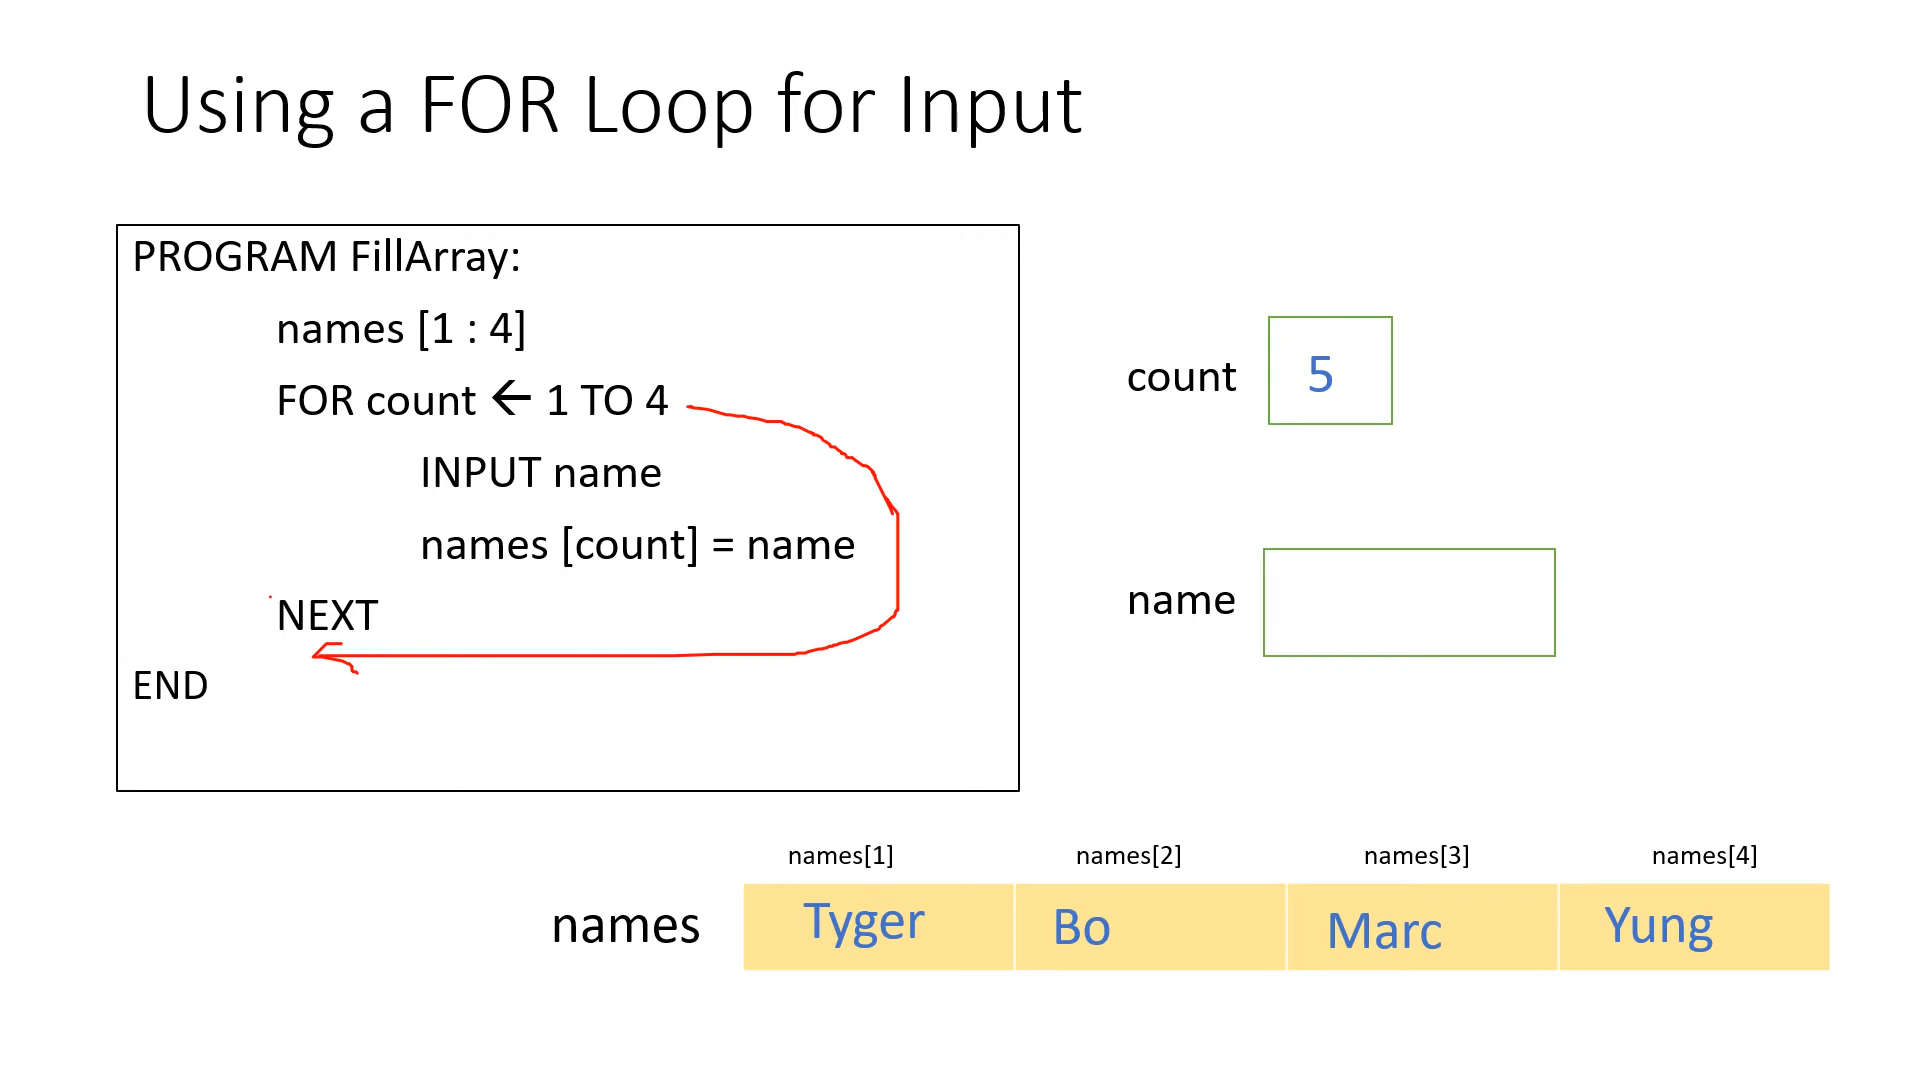 Using a FOR Loop for Input
PROGRAM FillArray:
names [1 : 4]
FOR count ← 1 TO 4
INPUT name
names [count] = name
NEXT
END
count 5
name
names[1] names[2] names[3] names[4]
names Tyger Bo Marc Yung